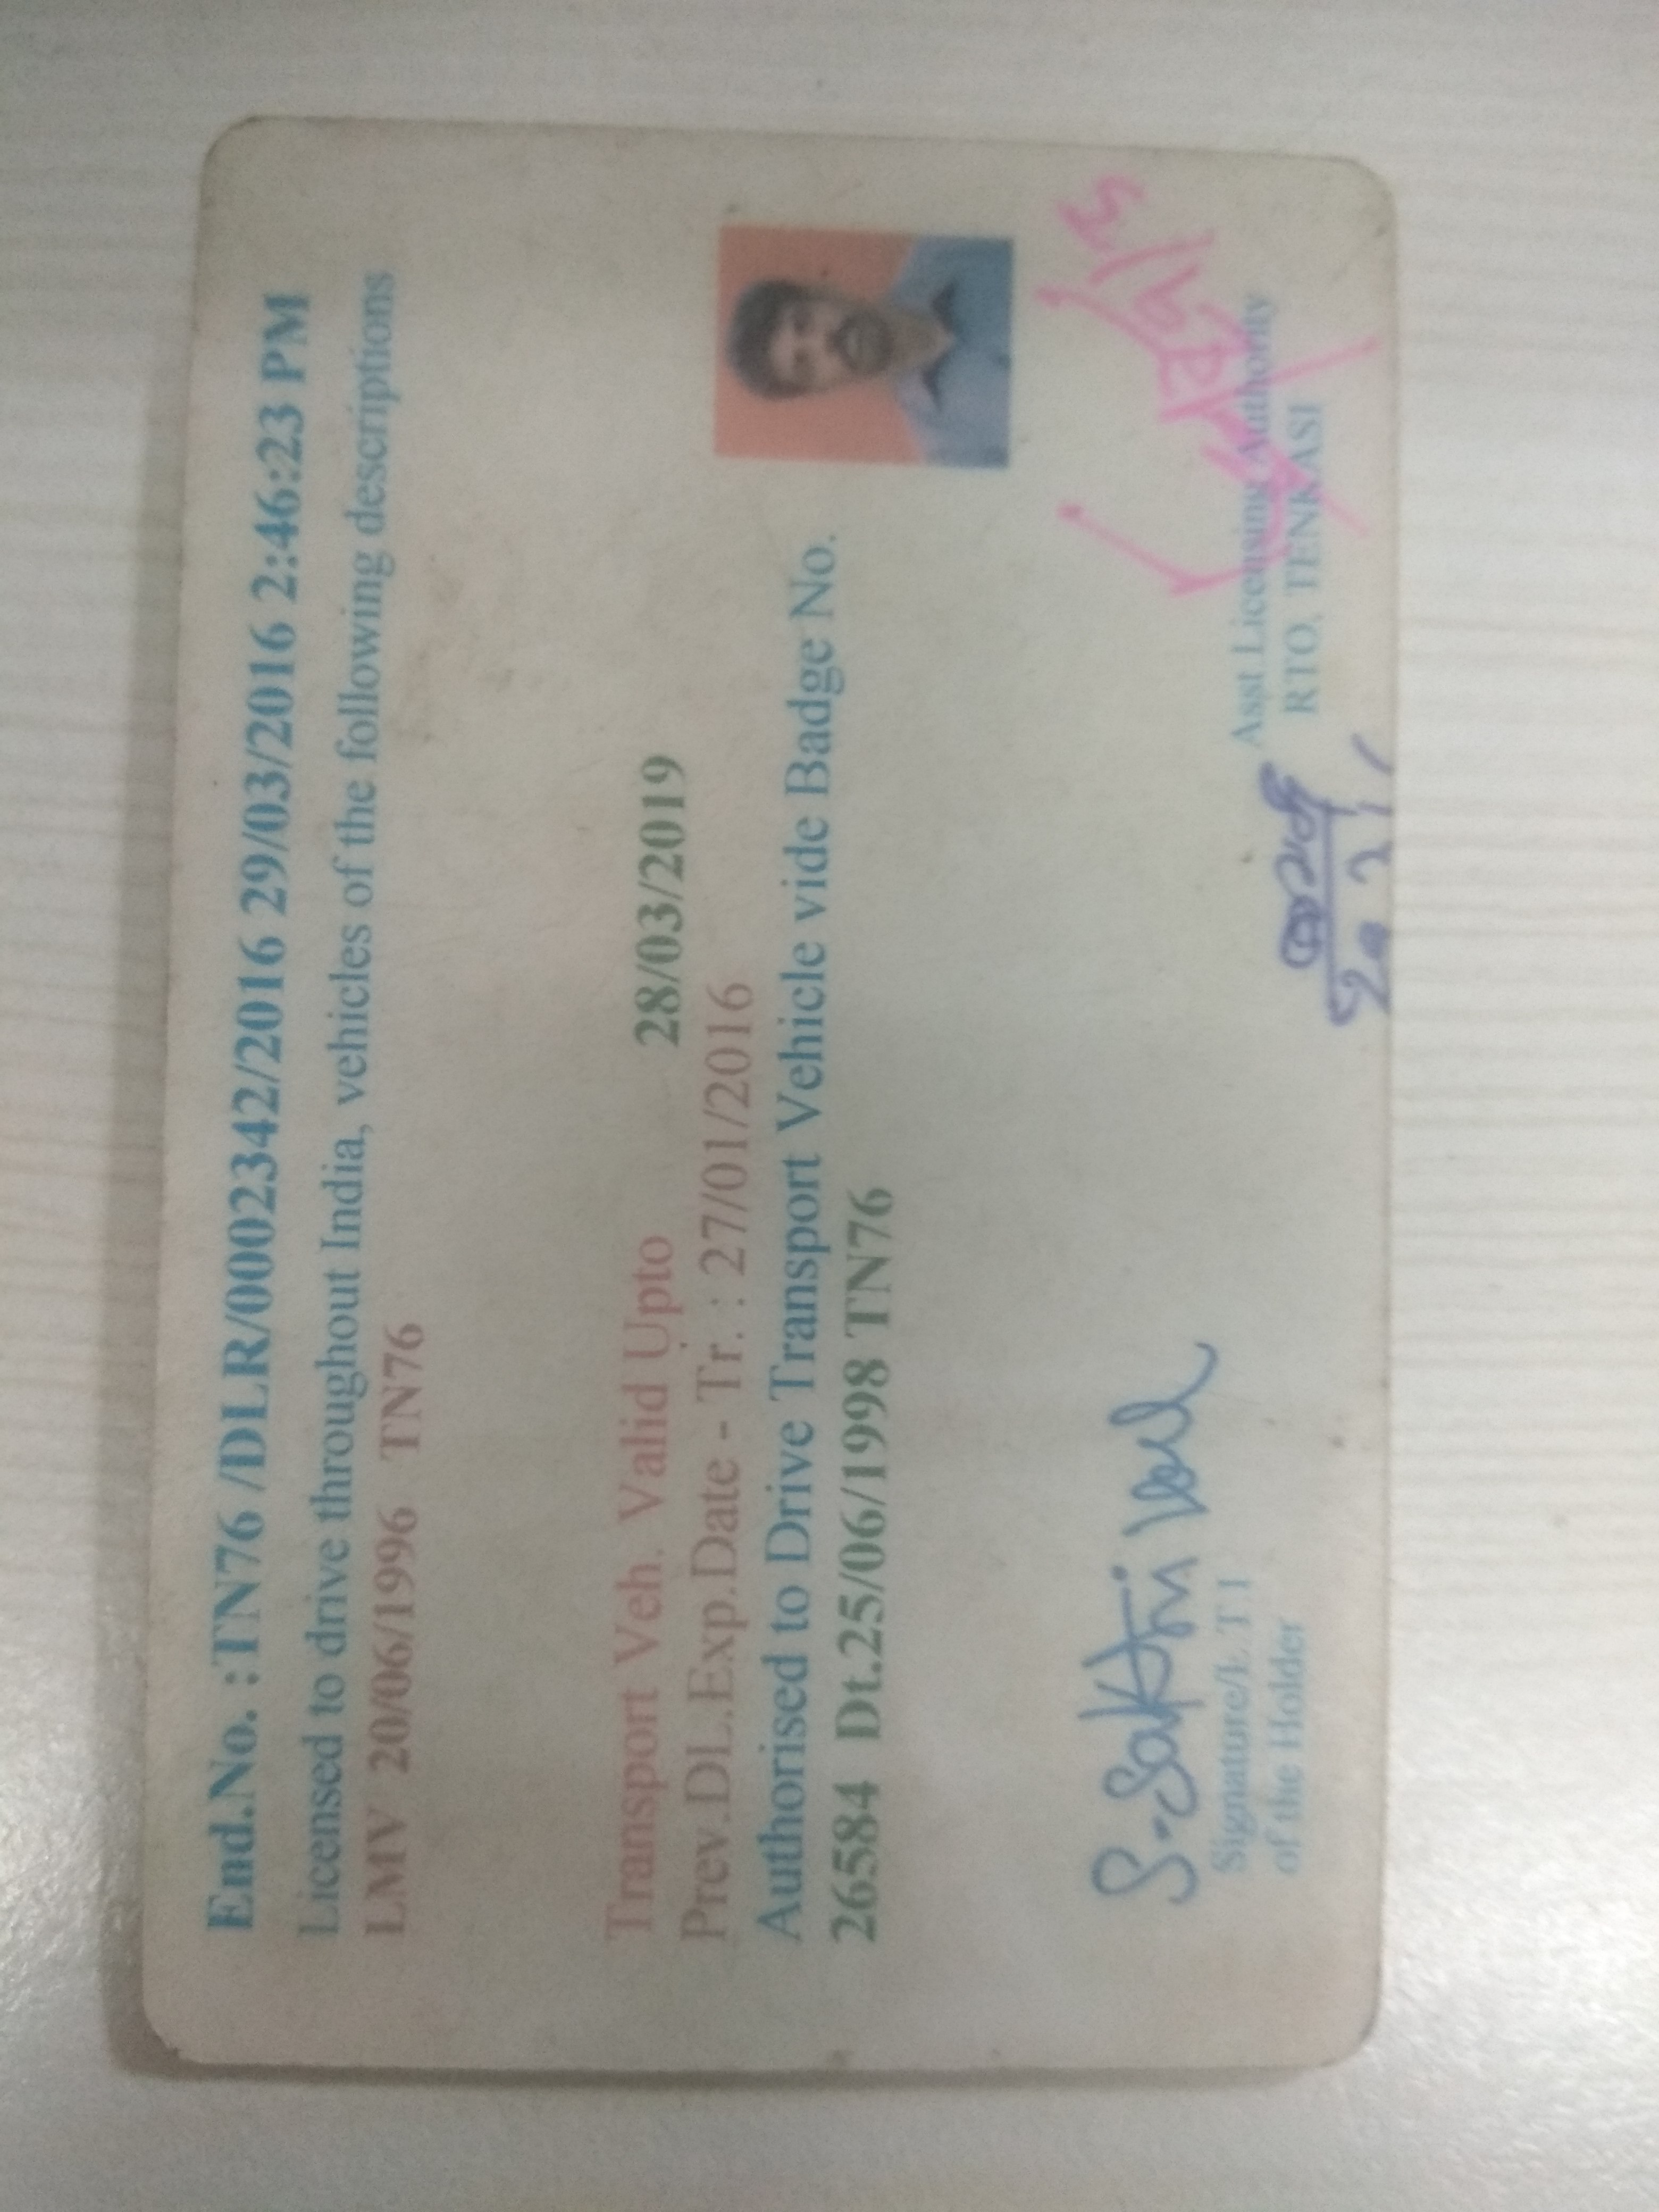 End.No. :TN76 /DLR/0002342/2016 29/03/2016 2:46:23 PM
Licensed to drive throughout India, vehicles of the following descriptions
LMV 20/06/1996 TN76
Transport Veh. Valid Upto 28/03/2019
Prev.DL.Exp.Date - Tr. : 27/01/2016
Authorised to Drive Transport Vehicle vide Badge No.
26584 Dt.25/06/1998 TN76
S. Sakthi vel
Signature/L T I
of the Holder
Asst Licensing Authority
RTO, TENKASI